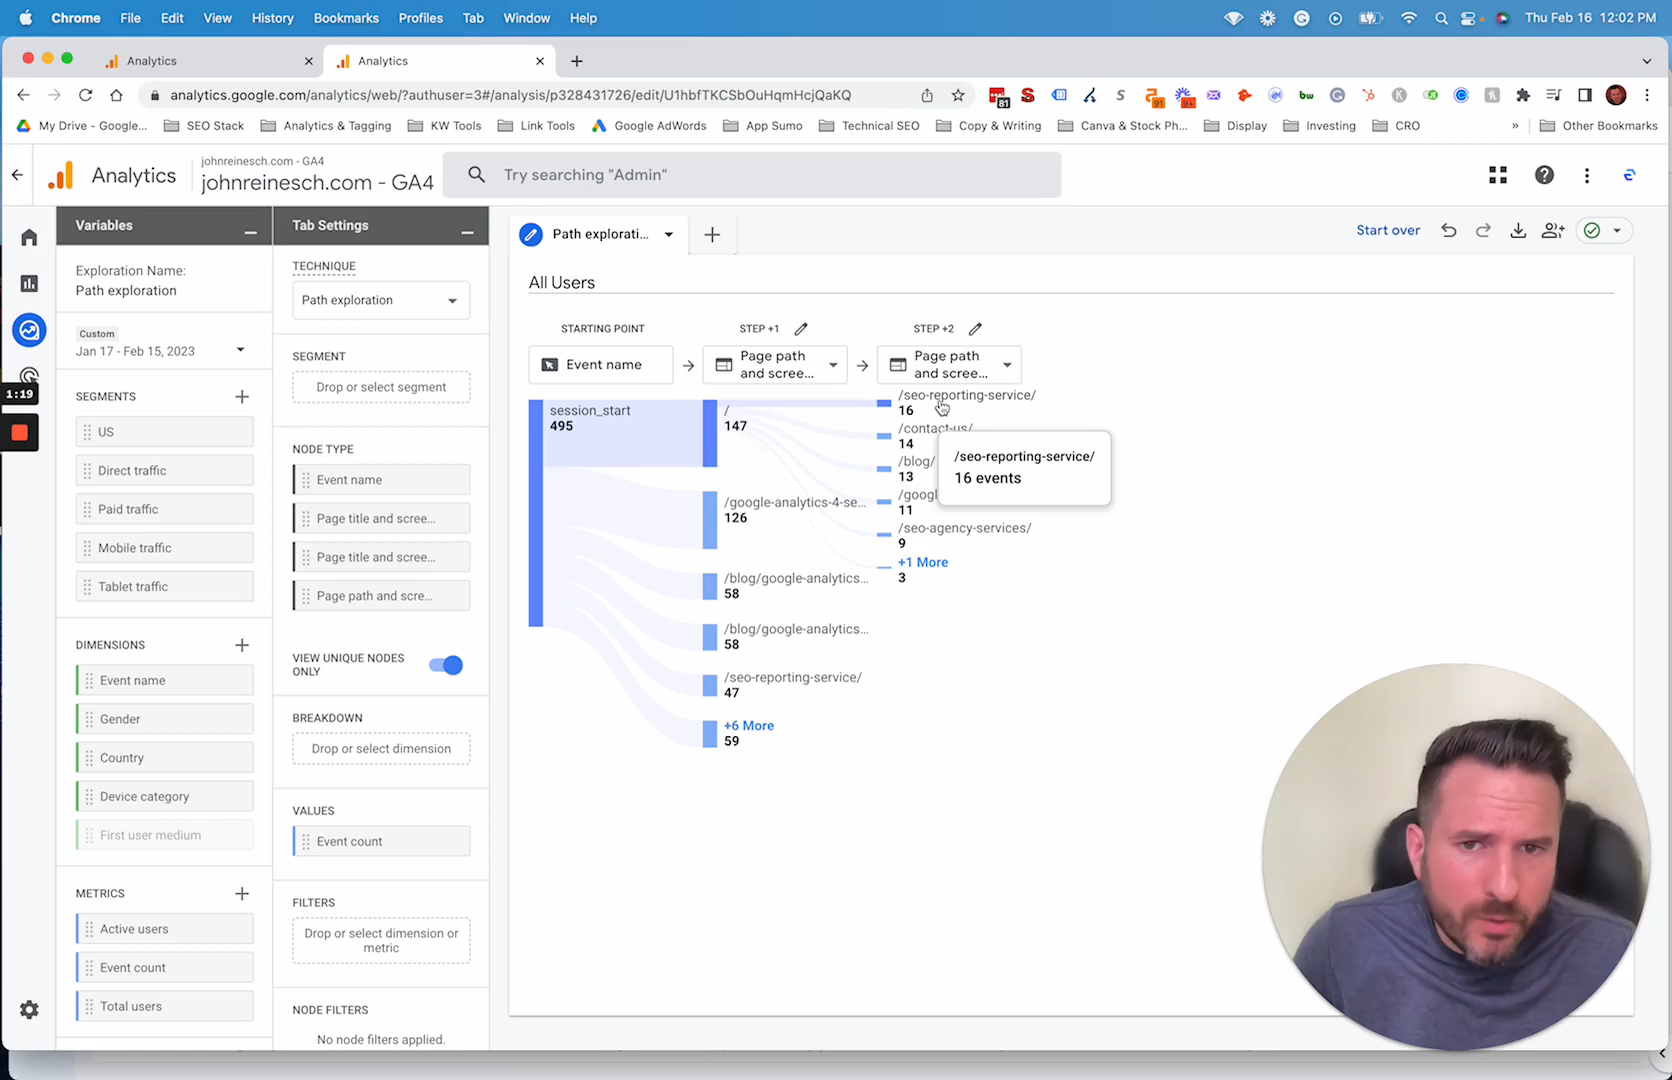 Chrome File Edit View History Bookmarks Profiles Tab Window Help Thu Feb 16 12:02 PM
Analytics Analytics
analytics.google.com/analytics/web/?authuser=3#/analysis/p328431726/edit/U1hbfTKCSbOuHqmHcjQaKQ
81 91 9+ bw
My Drive - Google... SEO Stack Analytics & Tagging KW Tools Link Tools Google AdWords App Sumo Technical SEO Copy & Writing Canva & Stock Ph... Display Investing CRO » Other Bookmarks
Analytics
johnreinesch.com - GA4
johnreinesch.com - GA4
Try searching "Admin"
Variables
Exploration Name:
Path exploration
Custom
Jan 17 - Feb 15, 2023
1:19
SEGMENTS
US
Direct traffic
Paid traffic
Mobile traffic
Tablet traffic
DIMENSIONS
Event name
Gender
Country
Device category
First user medium
METRICS
Active users
Event count
Total users
Tab Settings
TECHNIQUE
Path exploration
SEGMENT
Drop or select segment
NODE TYPE
Event name
Page title and scree...
Page title and scree...
Page path and scre...
VIEW UNIQUE NODES
ONLY
BREAKDOWN
Drop or select dimension
VALUES
Event count
FILTERS
Drop or select dimension or
metric
NODE FILTERS
No node filters applied.
Path explorati...
Start over
All Users
STARTING POINT
Event name
session_start
495
STEP +1
Page path
and scree...
/
147
/google-analytics-4-se...
126
/blog/google-analytics...
58
/blog/google-analytics...
58
/seo-reporting-service/
47
+6 More
59
STEP +2
Page path
and scree...
/seo-reporting-service/
16
/contact-us/
14
/blog/
13
/googl
11
/seo-agency-services/
9
+1 More
3
/seo-reporting-service/
16 events